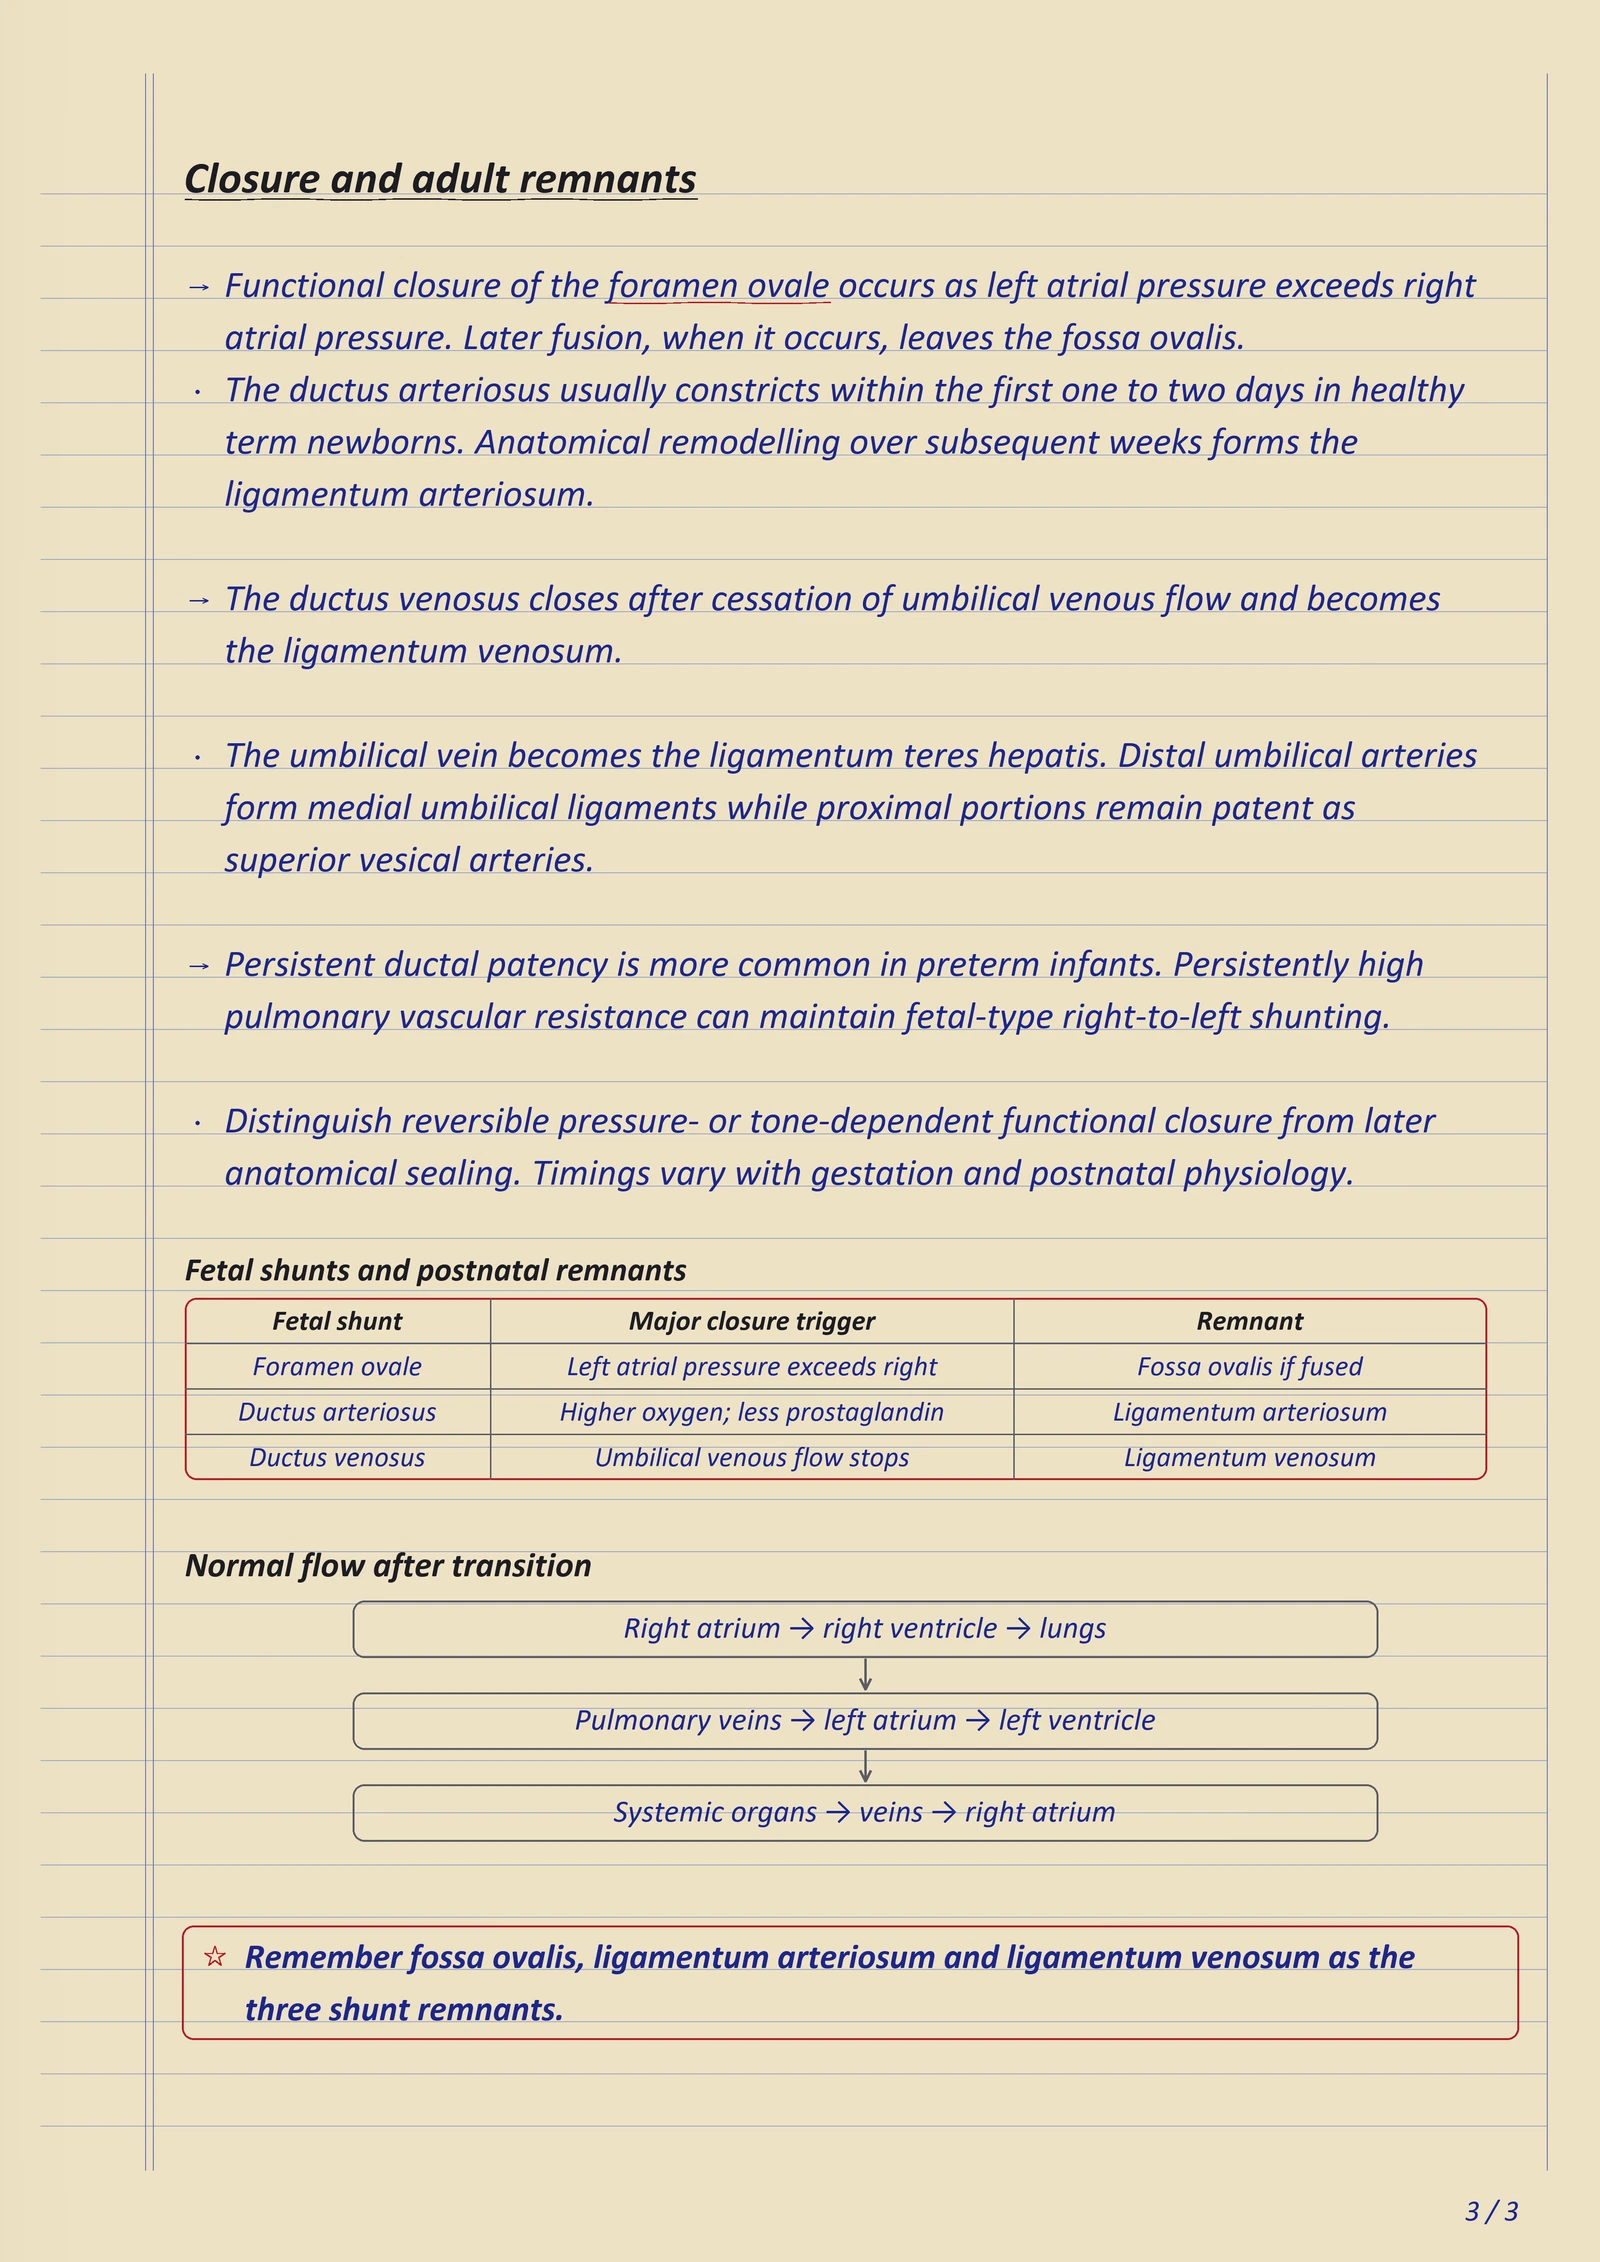 Closure and adult remnants
→ Functional closure of the foramen ovale occurs as left atrial pressure exceeds right
atrial pressure. Later fusion, when it occurs, leaves the fossa ovalis.
· The ductus arteriosus usually constricts within the first one to two days in healthy
term newborns. Anatomical remodelling over subsequent weeks forms the
ligamentum arteriosum.
→ The ductus venosus closes after cessation of umbilical venous flow and becomes
the ligamentum venosum.
· The umbilical vein becomes the ligamentum teres hepatis. Distal umbilical arteries
form medial umbilical ligaments while proximal portions remain patent as
superior vesical arteries.
→ Persistent ductal patency is more common in preterm infants. Persistently high
pulmonary vascular resistance can maintain fetal-type right-to-left shunting.
· Distinguish reversible pressure- or tone-dependent functional closure from later
anatomical sealing. Timings vary with gestation and postnatal physiology.
Fetal shunts and postnatal remnants
Fetal shunt Major closure trigger Remnant
Foramen ovale Left atrial pressure exceeds right Fossa ovalis if fused
Ductus arteriosus Higher oxygen; less prostaglandin Ligamentum arteriosum
Ductus venosus Umbilical venous flow stops Ligamentum venosum
Normal flow after transition
Right atrium → right ventricle → lungs
Pulmonary veins → left atrium → left ventricle
Systemic organs → veins → right atrium
☆ Remember fossa ovalis, ligamentum arteriosum and ligamentum venosum as the
three shunt remnants.
3 / 3